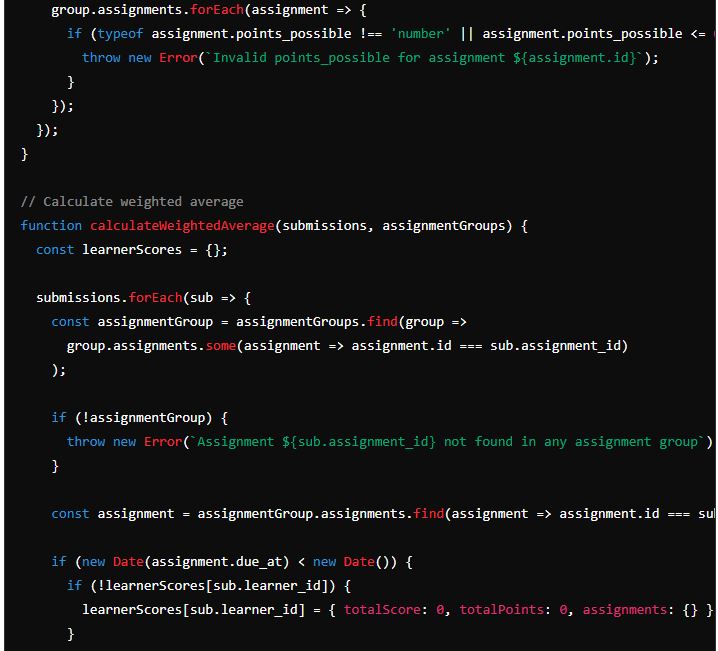 group.assignments.forEach(assignment => {
if (typeof assignment.points_possible !== 'number' || assignment.points_possible <=
throw new Error(`Invalid points_possible for assignment ${assignment.id}`);
}
});
});
}
// Calculate weighted average
function calculateWeightedAverage(submissions, assignmentGroups) {
const learnerScores = {};
submissions.forEach(sub => {
const assignmentGroup = assignmentGroups.find(group =>
group.assignments.some(assignment => assignment.id === sub.assignment_id)
);
if (!assignmentGroup) {
throw new Error(`Assignment ${sub.assignment_id} not found in any assignment group`)
}
const assignment = assignmentGroup.assignments.find(assignment => assignment.id === su
if (new Date(assignment.due_at) < new Date()) {
if (!learnerScores[sub.learner_id]) {
learnerScores[sub.learner_id] = { totalScore: 0, totalPoints: 0, assignments: {} }
}